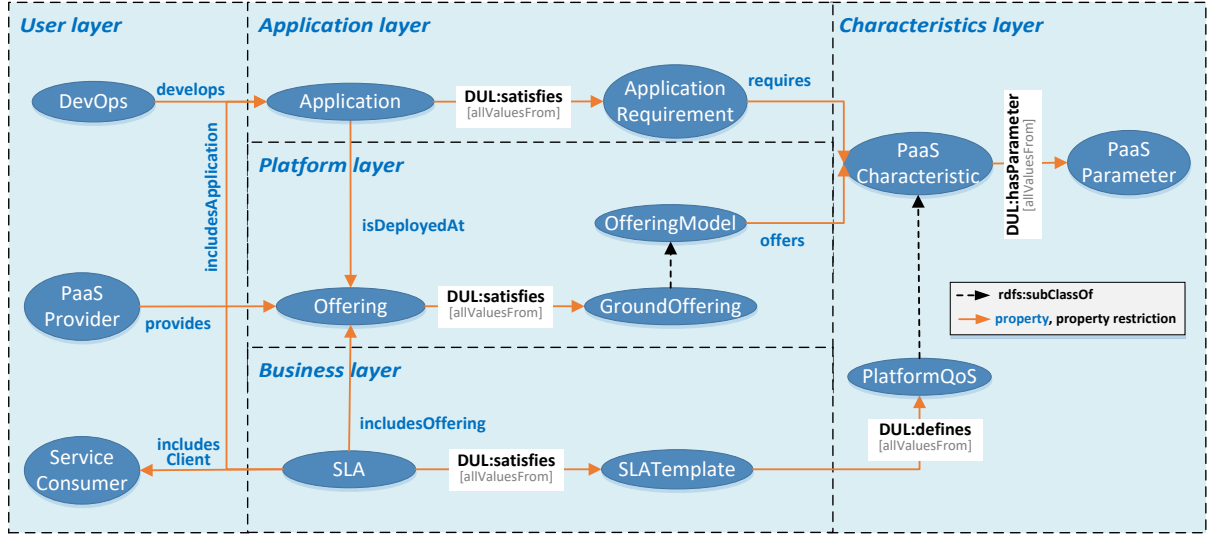 User layer
Application layer
Characteristics layer
DevOps
develops
Application
DUL:satisfies
[allValuesFrom]
Application
Requirement
requires
includesApplication
PaaS
Characteristic
DUL:hasParameter
[allValuesFrom]
PaaS
Parameter
Platform layer
isDeployedAt
OfferingModel
offers
PaaS
Provider
provides
Offering
DUL:satisfies
[allValuesFrom]
GroundOffering
rdfs:subClassOf
property, property restriction
Business layer
includesOffering
PlatformQoS
DUL:defines
[allValuesFrom]
includes
Client
Service
Consumer
SLA
DUL:satisfies
[allValuesFrom]
SLATemplate